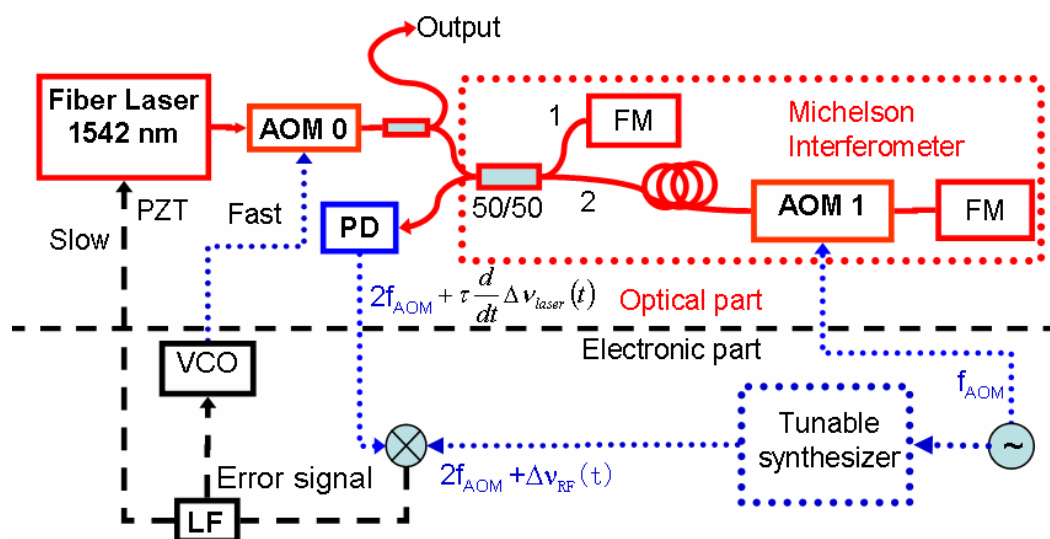 Output
Fiber Laser
1542 nm
AOM 0
1
FM
Michelson
Interferometer
50/50
2
AOM 1
FM
PZT
Slow
Fast
PD
2f_AOM + τ d/dt Δν_laser(t)
Optical part
Electronic part
VCO
f_AOM
Tunable
synthesizer
~
2f_AOM + Δν_RF(t)
Error signal
LF